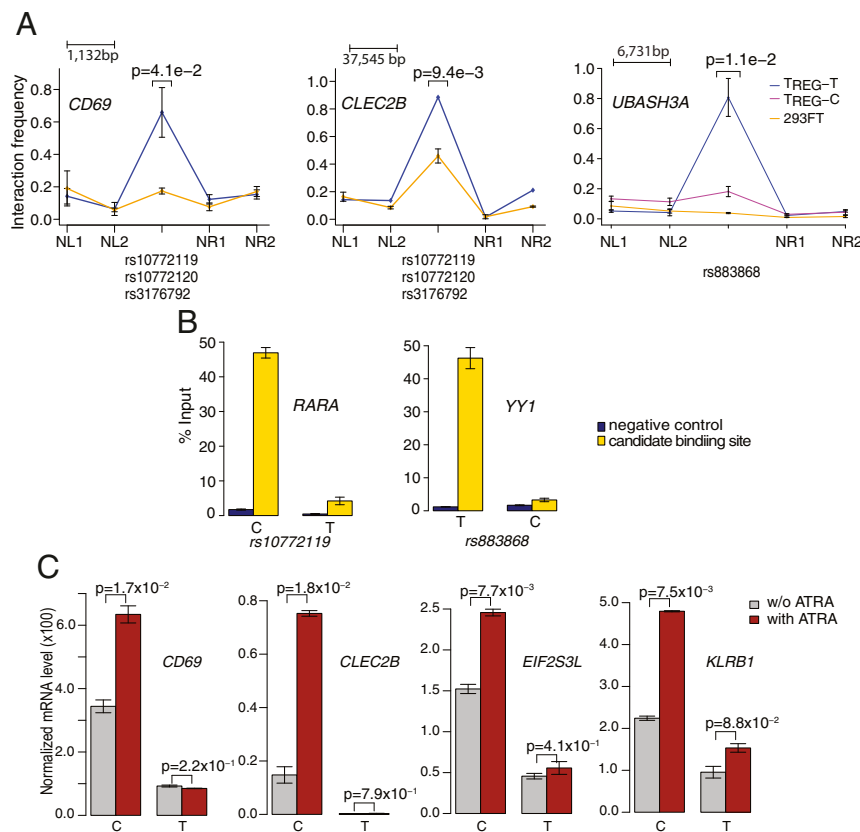 A
1,132bp
37,545 bp
6,731bp
p=4.1e−2
p=9.4e−3
p=1.1e−2
CD69
CLEC2B
UBASH3A
TREG−T
TREG−C
293FT
Interaction frequency
0.8
0.6
0.4
0.2
0.0
1.0
0.8
0.6
0.4
0.2
0.0
0.8
0.6
0.4
0.2
0.0
NL1 NL2 NR1 NR2
NL1 NL2 NR1 NR2
NL1 NL2 NR1 NR2
rs10772119
rs10772120
rs3176792
rs10772119
rs10772120
rs3176792
rs883868
B
% Input
50
40
30
20
10
0
RARA
C T
rs10772119
50
40
30
20
10
0
YY1
T C
rs883868
negative control
candidate bindiing site
C
Normalized mRNA level (x100)
6.0
4.0
3.0
1.0
0.0
p=1.7x10⁻²
CD69
p=2.2x10⁻¹
C T
0.8
0.6
0.4
0.2
0.0
p=1.8x10⁻²
CLEC2B
p=7.9x10⁻¹
C T
2.5
2.0
1.5
1.0
0.5
0.0
p=7.7x10⁻³
EIF2S3L
p=4.1x10⁻¹
C T
5.0
4.0
3.0
2.0
1.0
0.0
p=7.5x10⁻³
KLRB1
p=8.8x10⁻²
C T
w/o ATRA
with ATRA